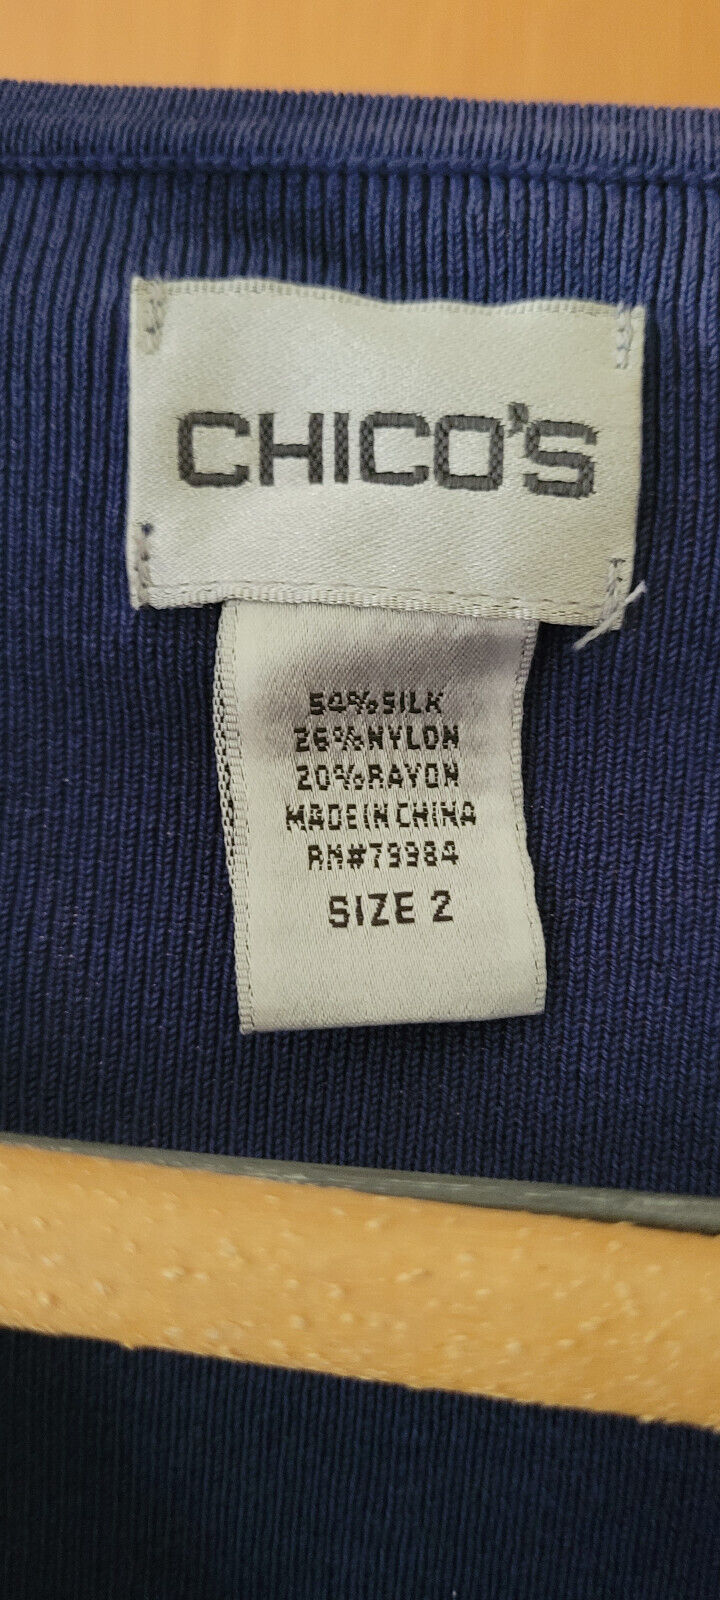 CHICO'S
54%SILK
26%NYLON
20%RAYON
MADE IN CHINA
RN#79984
SIZE 2